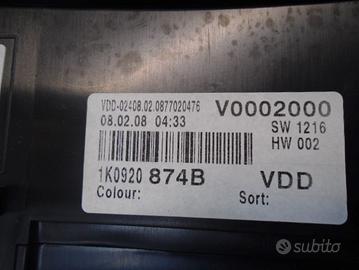 VDD-02408.02.0877020476
V0002000
08.02.08 04:33
SW 1216
HW 002
1K0920 874B
VDD
Colour:
Sort:
subito